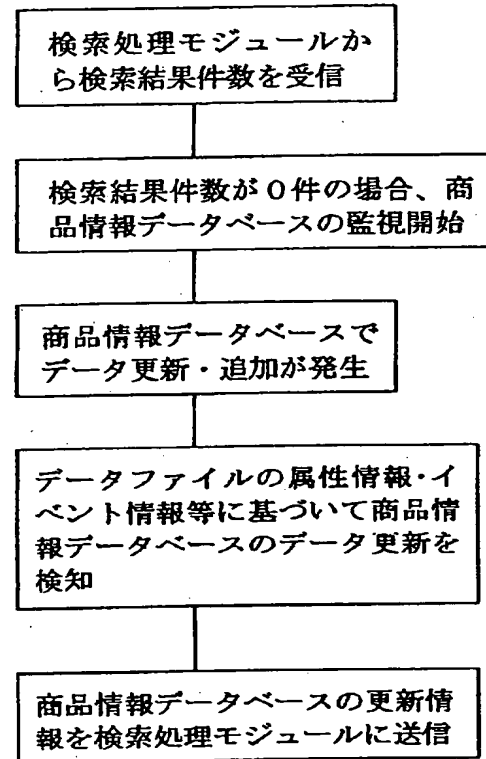 検索処理モジュールか
ら検索結果件数を受信
検索結果件数が０件の場合、商
品情報データベースの監視開始
商品情報データベースで
データ更新・追加が発生
データファイルの属性情報・イ
ベント情報等に基づいて商品情
報データベースのデータ更新を
検知
商品情報データベースの更新情
報を検索処理モジュールに送信